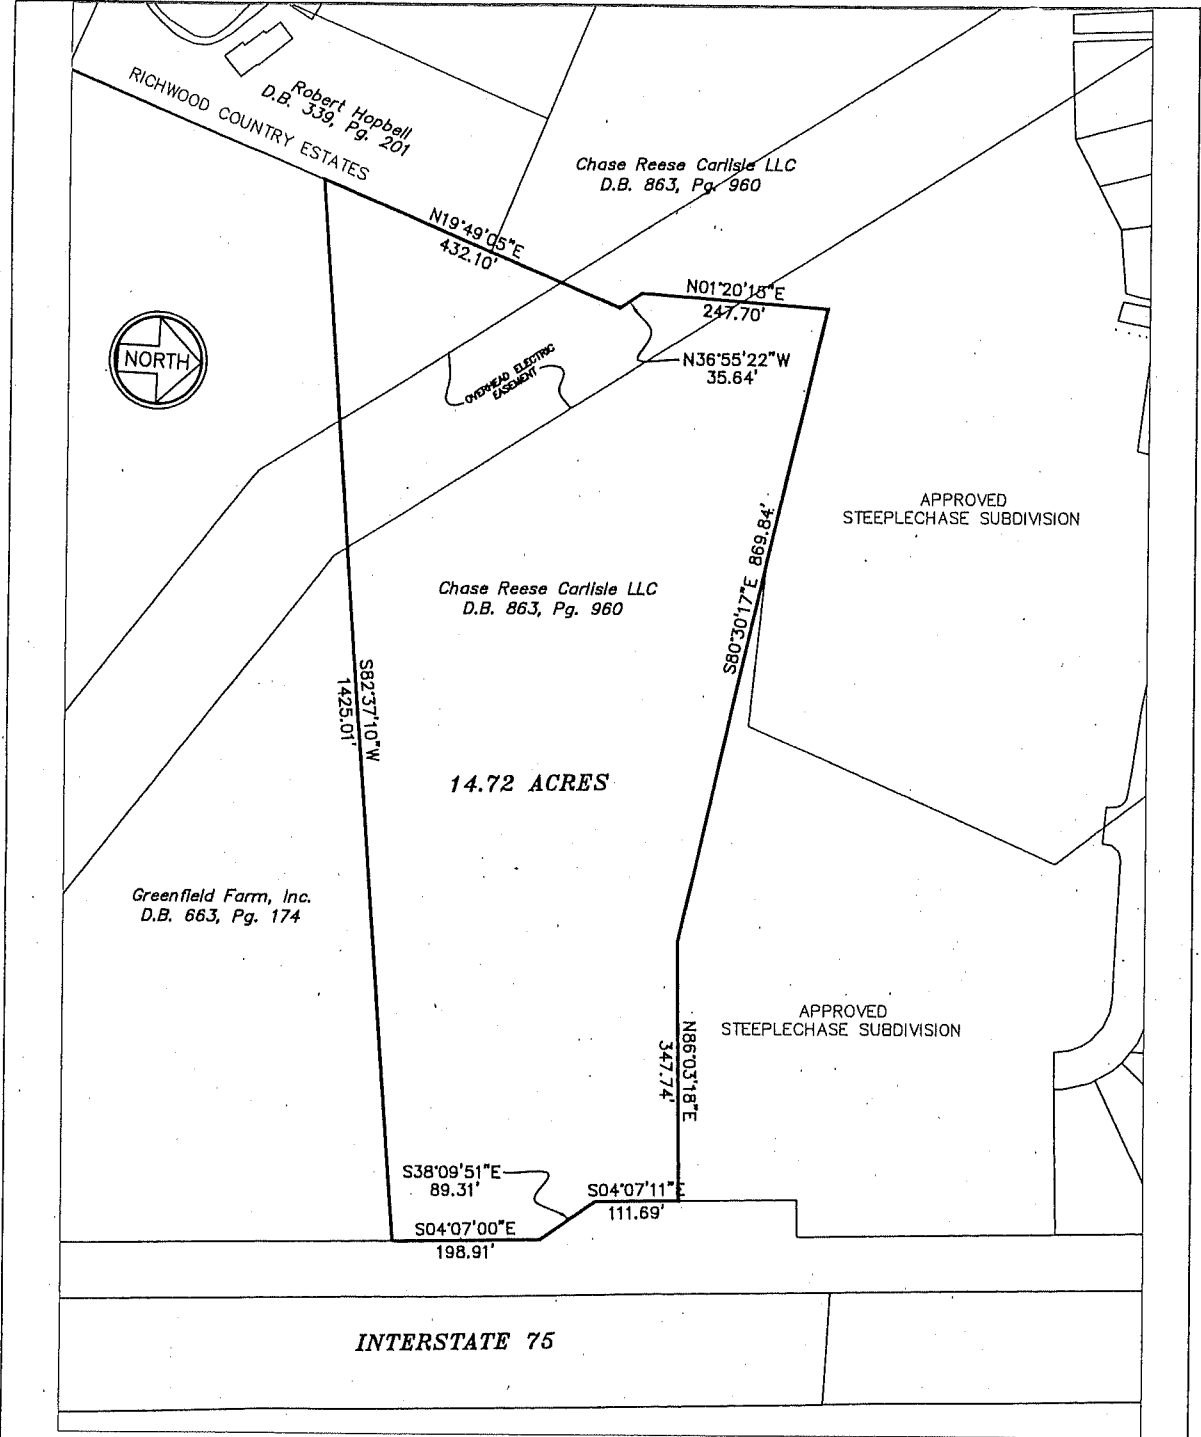 Robert Hopbell
D.B. 339, Pg. 201
RICHWOOD COUNTRY ESTATES
Chase Reese Carlisle LLC
D.B. 863, Pg. 960
N19°49'05"E
432.10'
N01°20'15"E
247.70'
N36°55'22"W
35.64'
NORTH
OVERHEAD ELECTRIC
EASEMENT
APPROVED
STEEPLECHASE SUBDIVISION
S80°30'17"E 869.84'
Chase Reese Carlisle LLC
D.B. 863, Pg. 960
S82°37'10"W
1425.01'
14.72 ACRES
Greenfield Farm, Inc.
D.B. 663, Pg. 174
APPROVED
STEEPLECHASE SUBDIVISION
N86°03'18"E
347.74'
S38°09'51"E
89.31'
S04°07'11"E
111.69'
S04°07'00"E
198.91'
INTERSTATE 75